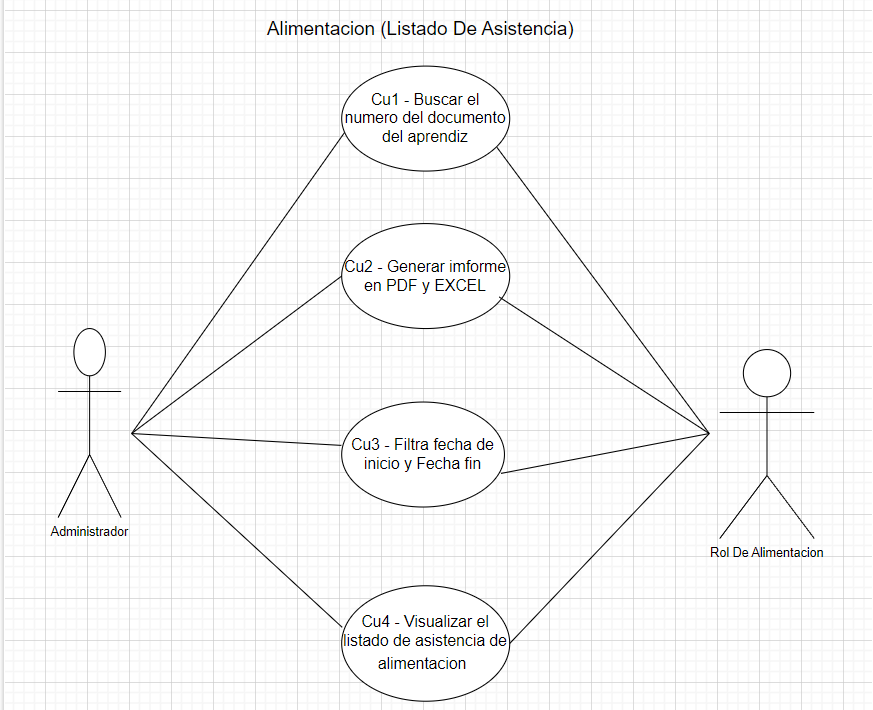 Alimentacion (Listado De Asistencia)
Cu1 - Buscar el
numero del documento
del aprendiz
Cu2 - Generar imforme
en PDF y EXCEL
Cu3 - Filtra fecha de
inicio y Fecha fin
Administrador
Rol De Alimentacion
Cu4 - Visualizar el
listado de asistencia de
alimentacion